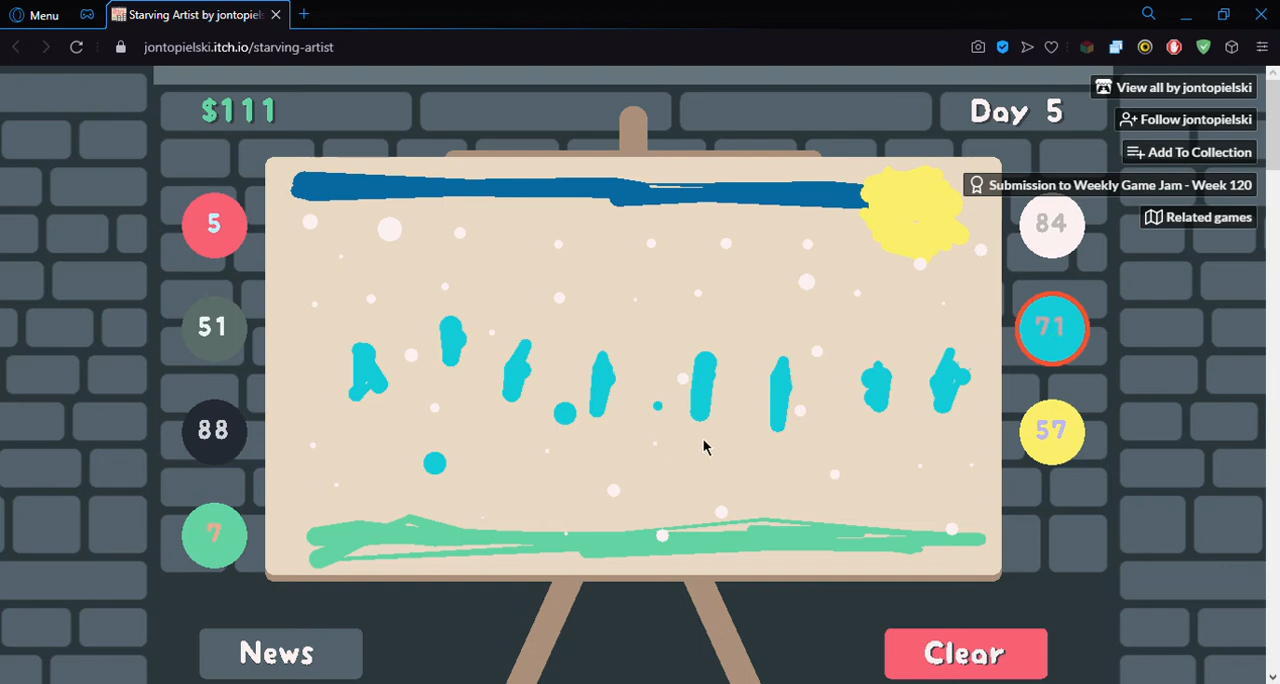 Menu
Starving Artist by jontopiels
jontopielski.itch.io/starving-artist
View all by jontopielski
Follow jontopielski
Add To Collection
Submission to Weekly Game Jam - Week 120
Related games
$111
Day 5
5
84
51
71
88
57
7
News
Clear